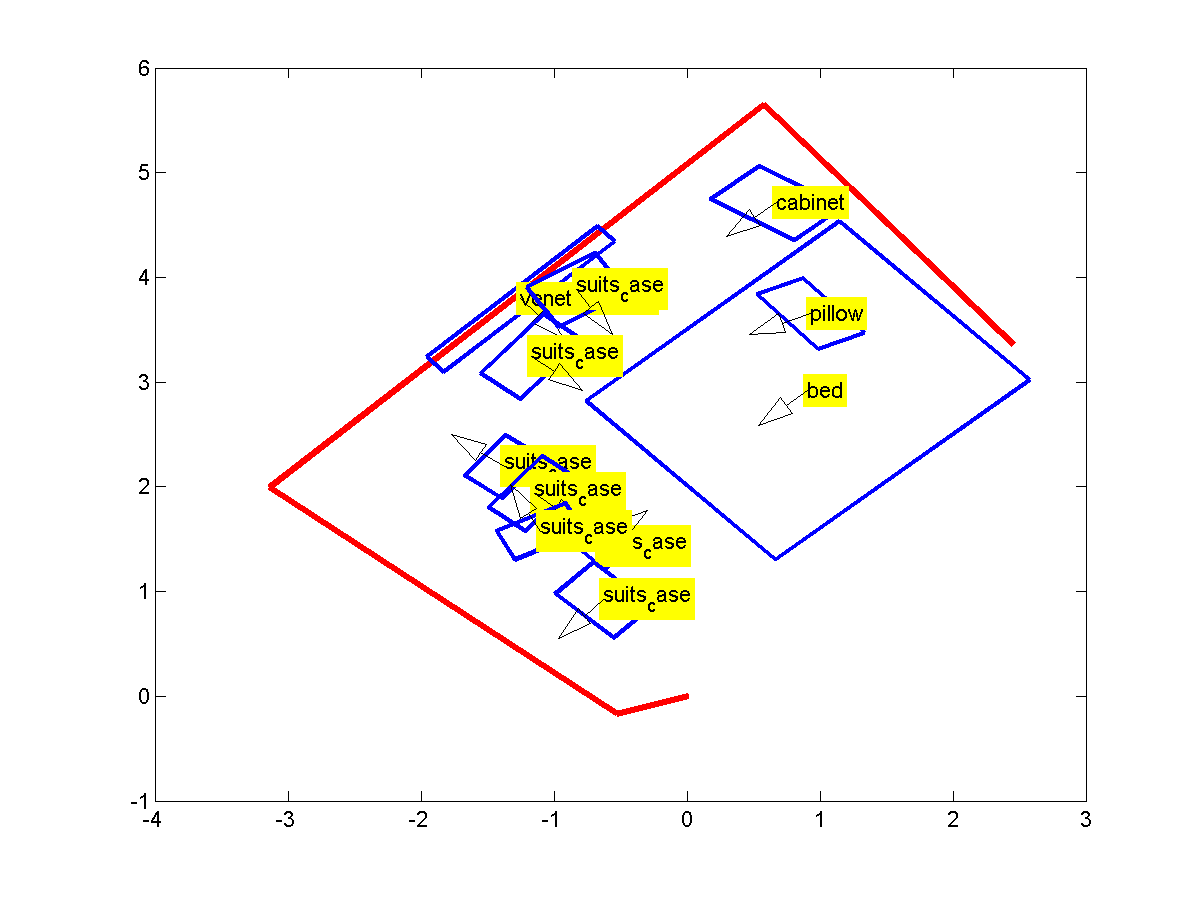 6
5
cabinet
4
suits_case
venet
pillow
suits_case
3
bed
suits_case
2
suits_case
suits_case
s_case
1
suits_case
0
-1
-4 -3 -2 -1 0 1 2 3